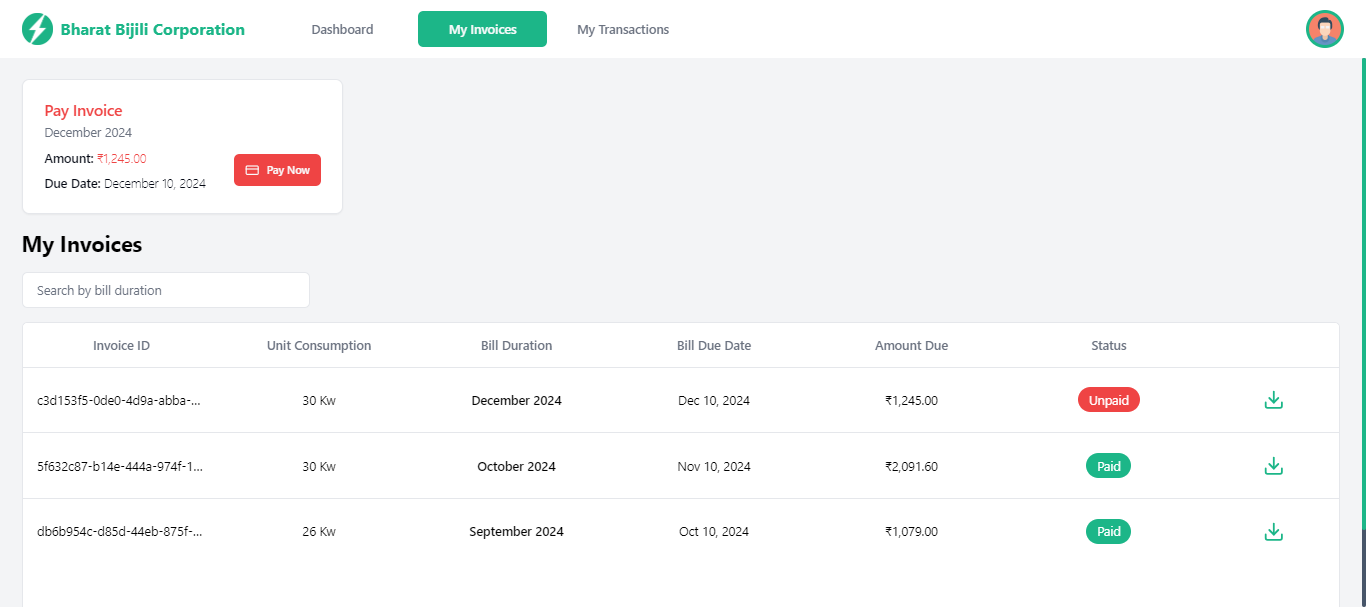 Bharat Bijili Corporation Dashboard My Invoices My Transactions
Pay Invoice
December 2024
Amount: ₹1,245.00
Due Date: December 10, 2024
Pay Now
My Invoices
Search by bill duration
Invoice ID Unit Consumption Bill Duration Bill Due Date Amount Due Status
c3d153f5-0de0-4d9a-abba-... 30 Kw December 2024 Dec 10, 2024 ₹1,245.00 Unpaid
5f632c87-b14e-444a-974f-1... 30 Kw October 2024 Nov 10, 2024 ₹2,091.60 Paid
db6b954c-d85d-44eb-875f-... 26 Kw September 2024 Oct 10, 2024 ₹1,079.00 Paid